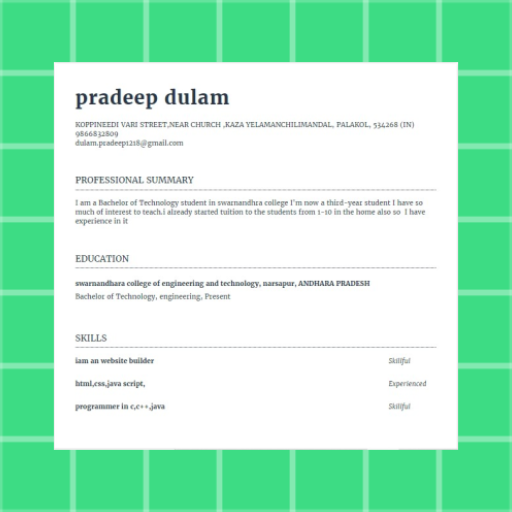 pradeep dulam
KOPPINEEDI VARI STREET,NEAR CHURCH ,KAZA YELAMANCHILIMANDAL, PALAKOL, 534268 (IN)
9866832809
dulam.pradeep1218@gmail.com
PROFESSIONAL SUMMARY
I am a Bachelor of Technology student in swarnandhra college I'm now a third-year student I have so
much of interest to teach.i already started tuition to the students from 1-10 in the home also so I have
experience in it
EDUCATION
swarnandhara college of engineering and technology, narsapur, ANDHARA PRADESH
Bachelor of Technology, engineering, Present
SKILLS
iam an website builder Skillful
html,css,java script, Experienced
programmer in c,c++,java Skillful